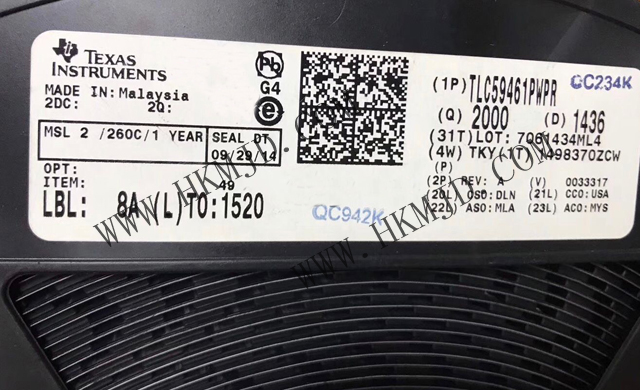 TEXAS
INSTRUMENTS
MADE IN: Malaysia
2DC: 2Q:
MSL 2 /260C/1 YEAR SEAL DT
09/29/14
OPT:
ITEM: 49
LBL: 8A (L)TO:1520
Pb
G4
e
QC942K
(1P) TLC59461PWPR QC234K
(Q) 2000 (D) 1436
(31T) LOT: 7061434ML4
(4W) TKY (1T)
(P)
(2P) REV: A (V) 0033317
(20L) CSO: DLN (21L) CCO:USA
(22L) ASO: MLA (23L) ACO: MYS
WWW.HKMJD.COM
WWW.HKMJD.COM